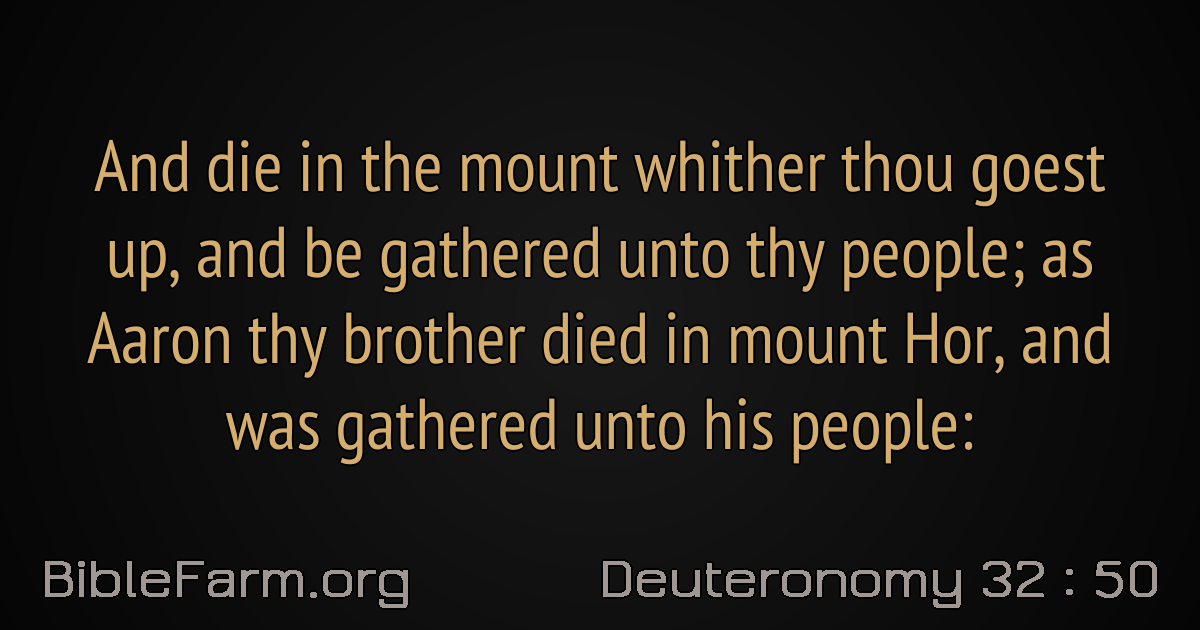 And die in the mount whither thou goest
up, and be gathered unto thy people; as
Aaron thy brother died in mount Hor, and
was gathered unto his people:
BibleFarm.org
Deuteronomy 32 : 50